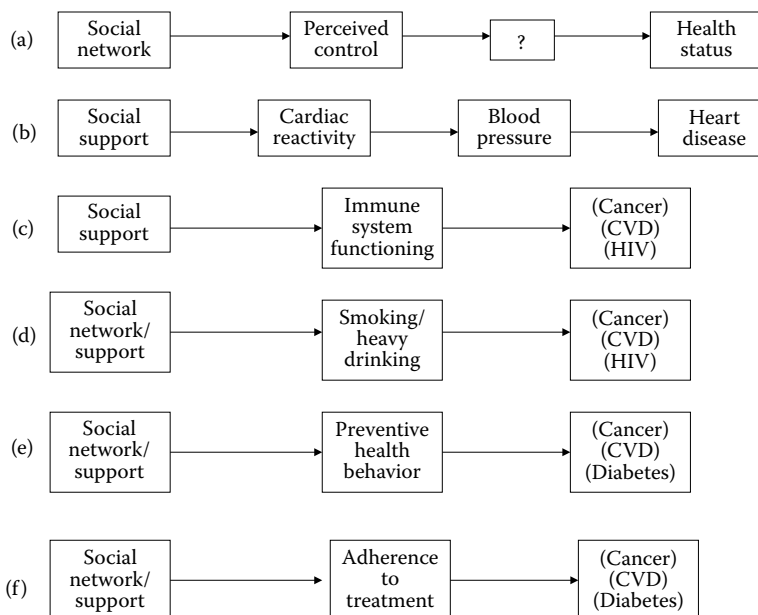 (a)
Social
network
Perceived
control
?
Health
status
(b)
Social
support
Cardiac
reactivity
Blood
pressure
Heart
disease
(c)
Social
support
Immune
system
functioning
(Cancer)
(CVD)
(HIV)
(d)
Social
network/
support
Smoking/
heavy
drinking
(Cancer)
(CVD)
(HIV)
(e)
Social
network/
support
Preventive
health
behavior
(Cancer)
(CVD)
(Diabetes)
(f)
Social
network/
support
Adherence
to
treatment
(Cancer)
(CVD)
(Diabetes)